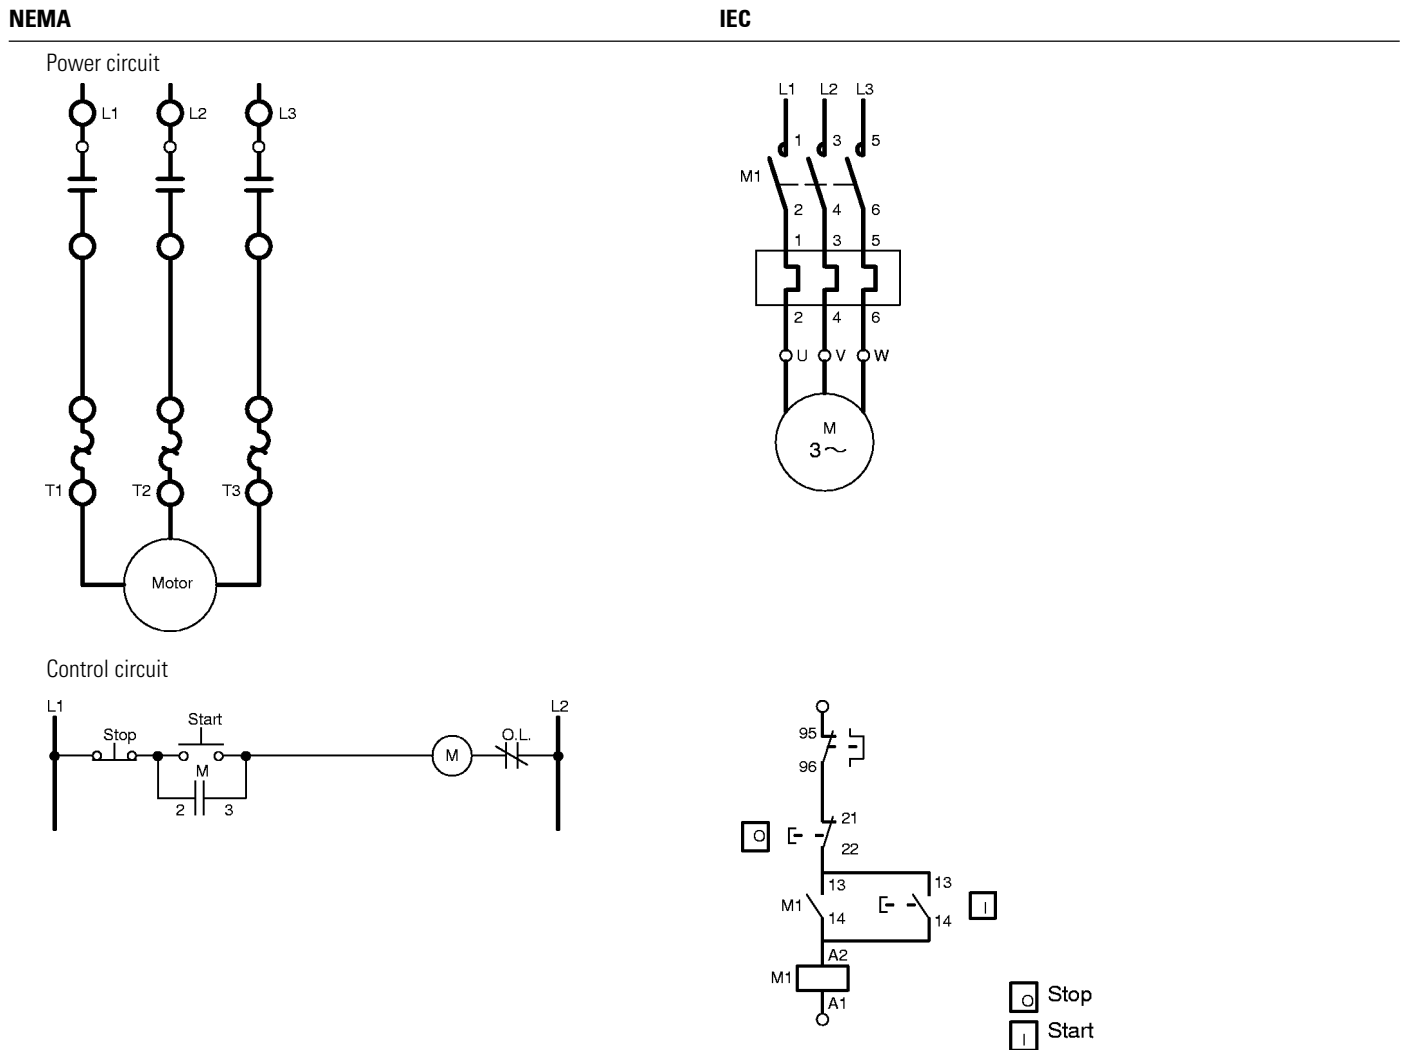 NEMA
IEC
Power circuit
L1 L2 L3
T1 T2 T3
Motor
L1 L2 L3
1 3 5
M1
2 4 6
1 3 5
2 4 6
U V W
M
3～
Control circuit
L1 L2
Stop
Start
M
2 3
M
O.L.
95
96
21
O
22
13 13
M1
14 14
I
A2
M1
A1
O Stop
I Start